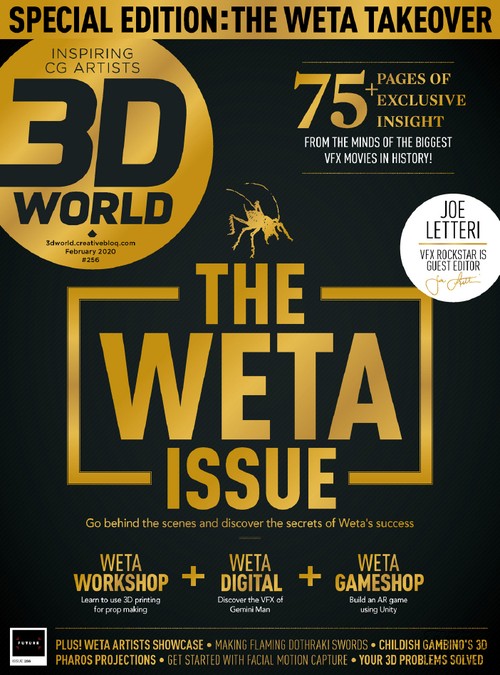 SPECIAL EDITION: THE WETA TAKEOVER
INSPIRING
CG ARTISTS
3D
WORLD
3dworld.creativebloq.com
February 2020
#256
75+
PAGES OF
EXCLUSIVE
INSIGHT
FROM THE MINDS OF THE BIGGEST
VFX MOVIES IN HISTORY!
JOE
LETTERI
VFX ROCKSTAR IS
GUEST EDITOR
THE
WETA
ISSUE
Go behind the scenes and discover the secrets of Weta's success
WETA
WORKSHOP
Learn to use 3D printing
for prop making
+
WETA
DIGITAL
Discover the VFX of
Gemini Man
+
WETA
GAMESHOP
Build an AR game
using Unity
FUTURE
PLUS! WETA ARTISTS SHOWCASE • MAKING FLAMING DOTHRAKI SWORDS • CHILDISH GAMBINO'S 3D
PHAROS PROJECTIONS • GET STARTED WITH FACIAL MOTION CAPTURE • YOUR 3D PROBLEMS SOLVED